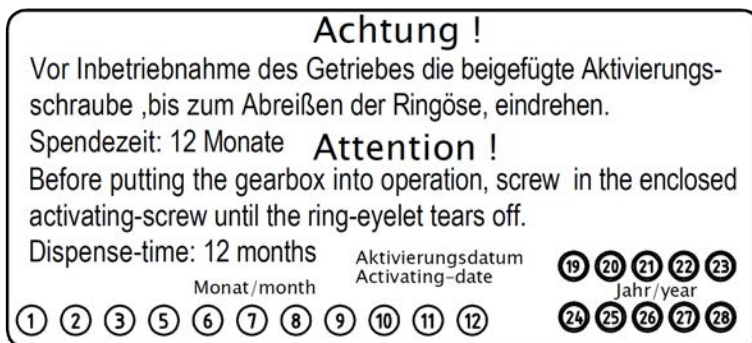 Achtung !
Vor Inbetriebnahme des Getriebes die beigefügte Aktivierungs-
schraube ,bis zum Abreißen der Ringöse, eindrehen.
Spendezeit: 12 Monate
Attention !
Before putting the gearbox into operation, screw in the enclosed
activating-screw until the ring-eyelet tears off.
Dispense-time: 12 months
Aktivierungsdatum
Activating-date
Monat/month
1 2 3 5 6 7 8 9 10 11 12
19 20 21 22 23
Jahr/year
24 25 26 27 28